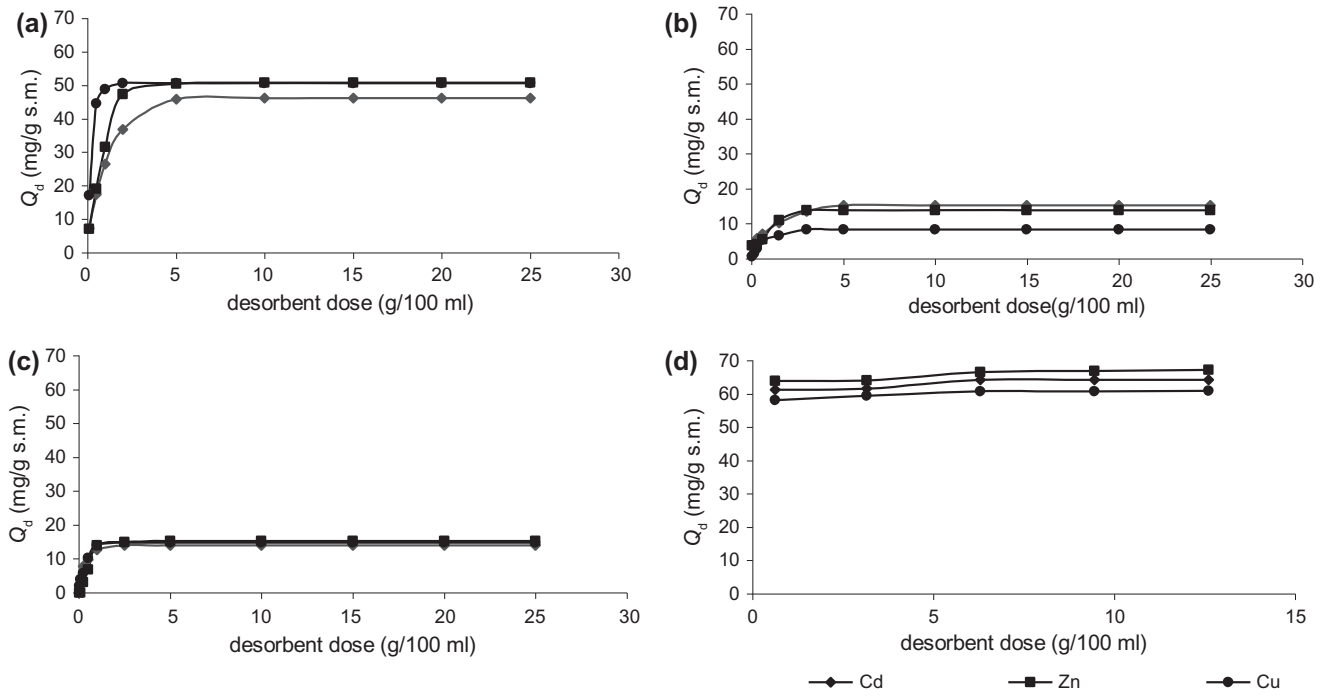 (a)
70
60
50
40
30
20
10
0
Qd (mg/g s.m.)
0 5 10 15 20 25 30
desorbent dose (g/100 ml)
(b)
70
60
50
40
30
20
10
0
Qd (mg/g s.m.)
0 5 10 15 20 25 30
desorbent dose(g/100 ml)
(c)
70
60
50
40
30
20
10
0
Qd (mg/g s.m.)
0 5 10 15 20 25 30
desorbent dose (g/100 ml)
(d)
70
60
50
40
30
20
10
0
Qd (mg/g s.m.)
0 5 10 15
desorbent dose (g/100 ml)
Cd Zn Cu